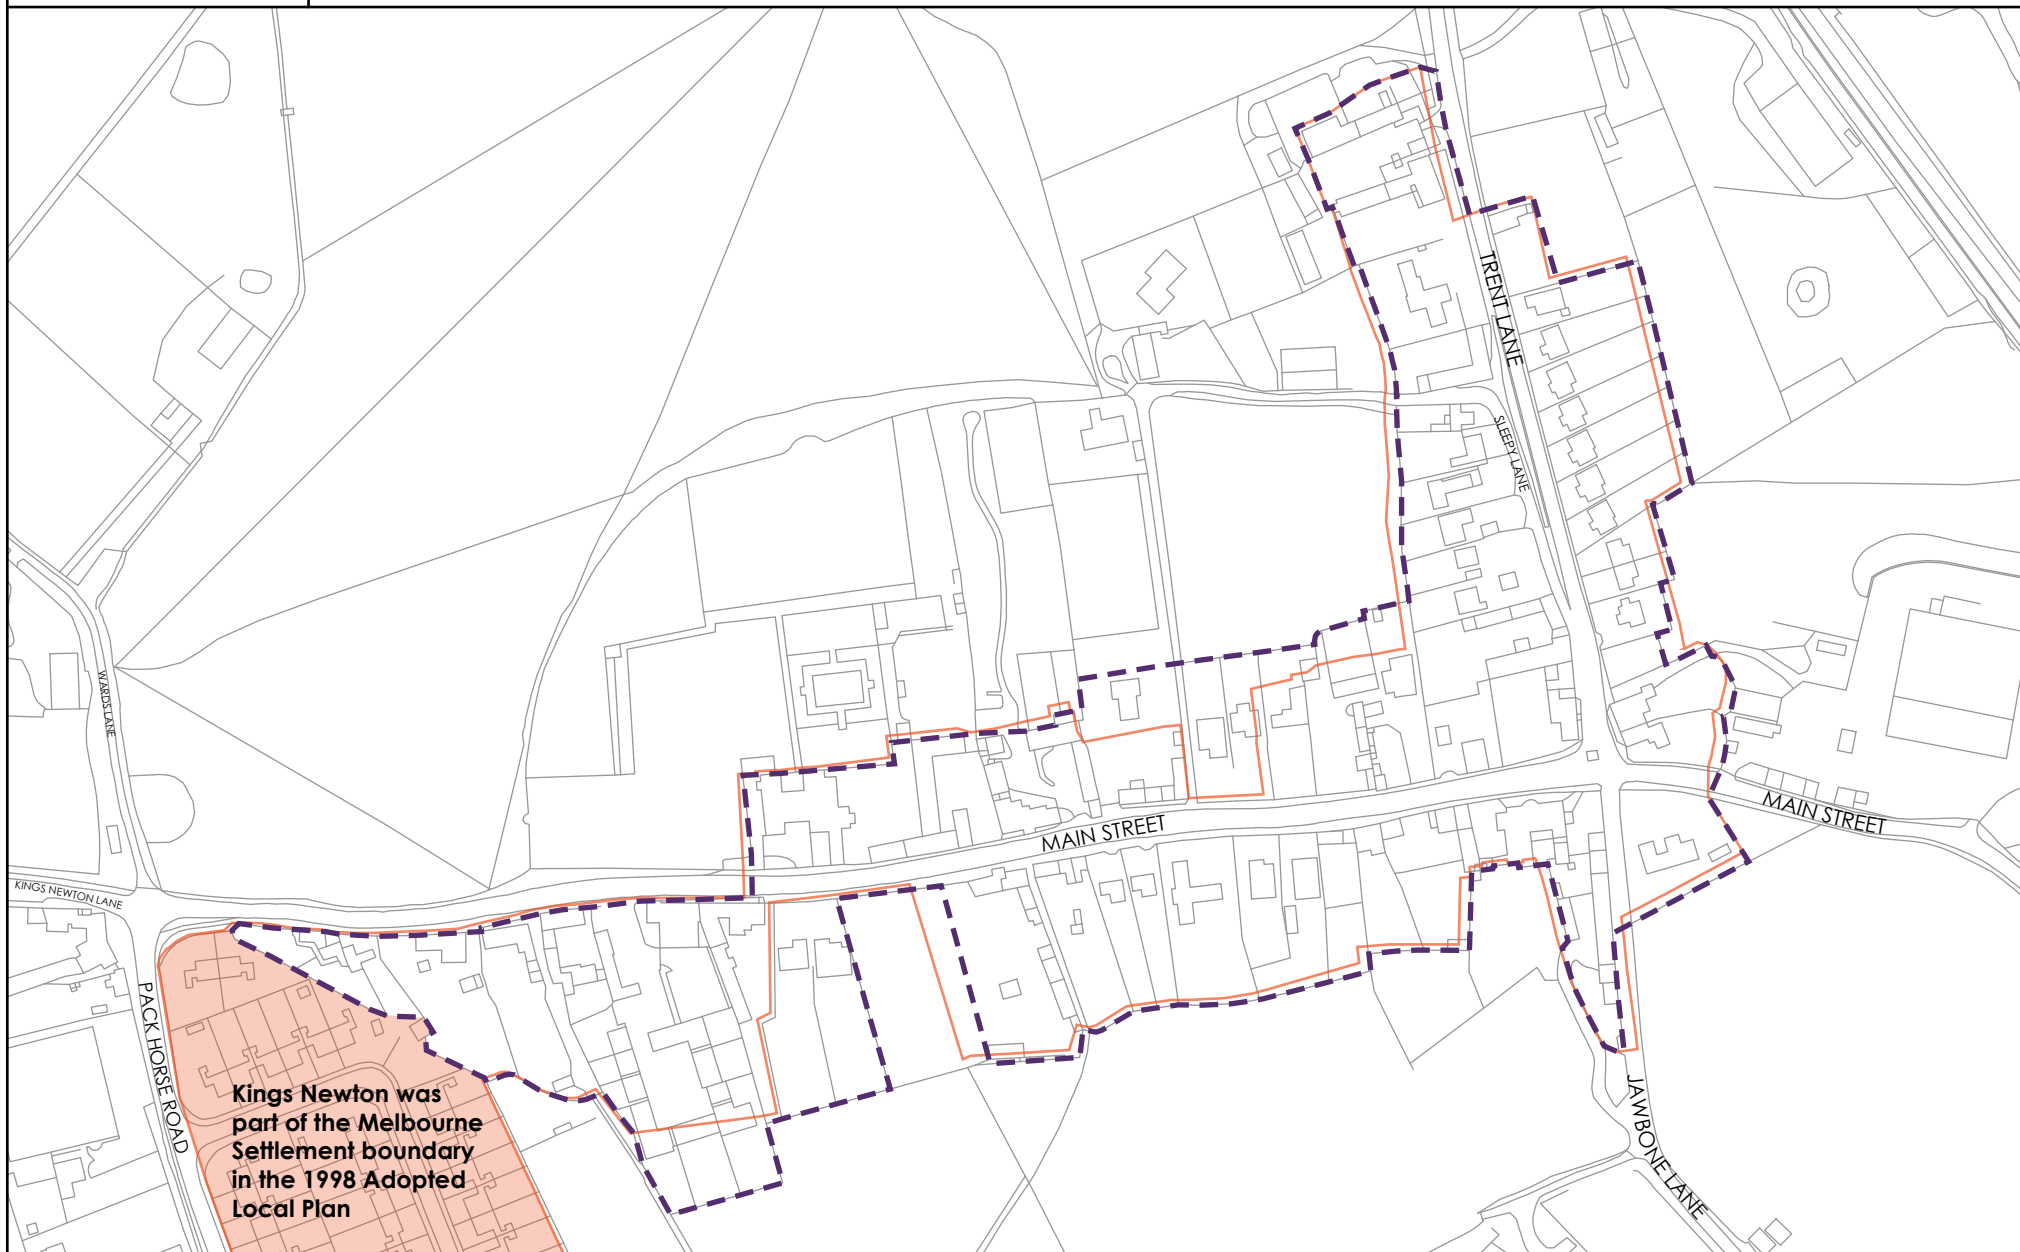 TRENT LANE
SLEEPY LANE
WARDS LANE
MAIN STREET
MAIN STREET
KINGS NEWTON LANE
PACK HORSE ROAD
JAWBONE LANE
Kings Newton was
part of the Melbourne
Settlement boundary
in the 1998 Adopted
Local Plan